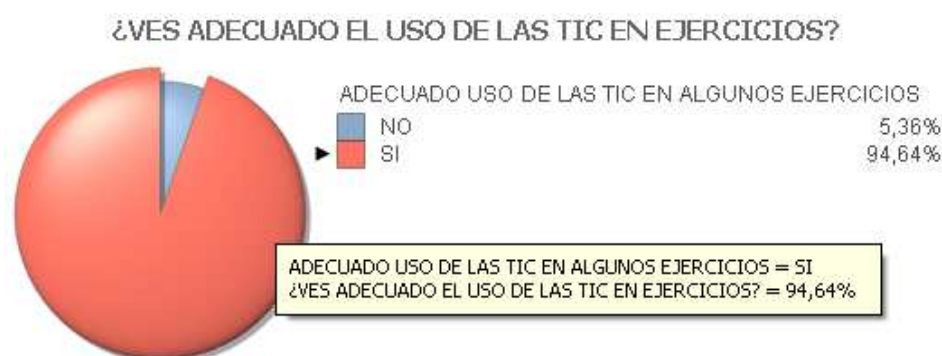 ¿VES ADECUADO EL USO DE LAS TIC EN EJERCICIOS?
ADECUADO USO DE LAS TIC EN ALGUNOS EJERCICIOS
NO 5,36%
SI 94,64%
ADECUADO USO DE LAS TIC EN ALGUNOS EJERCICIOS = SI
¿VES ADECUADO EL USO DE LAS TIC EN EJERCICIOS? = 94,64%